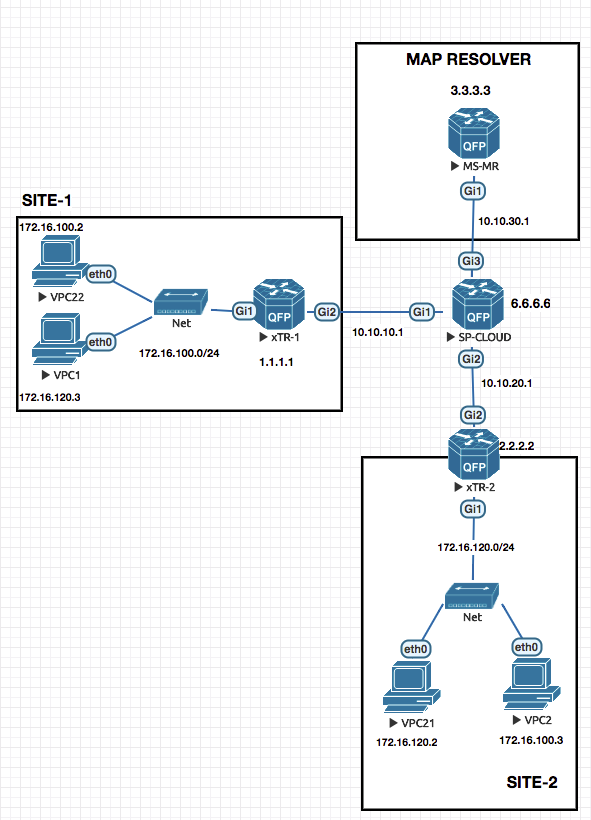 MAP RESOLVER
3.3.3.3
QFP
MS-MR
Gi1
10.10.30.1
SITE-1
172.16.100.2
eth0
VPC22
Net
172.16.100.0/24
eth0
VPC1
172.16.120.3
Gi1
QFP
Gi2
xTR-1
1.1.1.1
10.10.10.1
Gi3
Gi1
QFP
6.6.6.6
SP-CLOUD
Gi2
10.10.20.1
Gi2
2.2.2.2
QFP
xTR-2
Gi1
172.16.120.0/24
Net
eth0
eth0
VPC21
VPC2
172.16.120.2
172.16.100.3
SITE-2